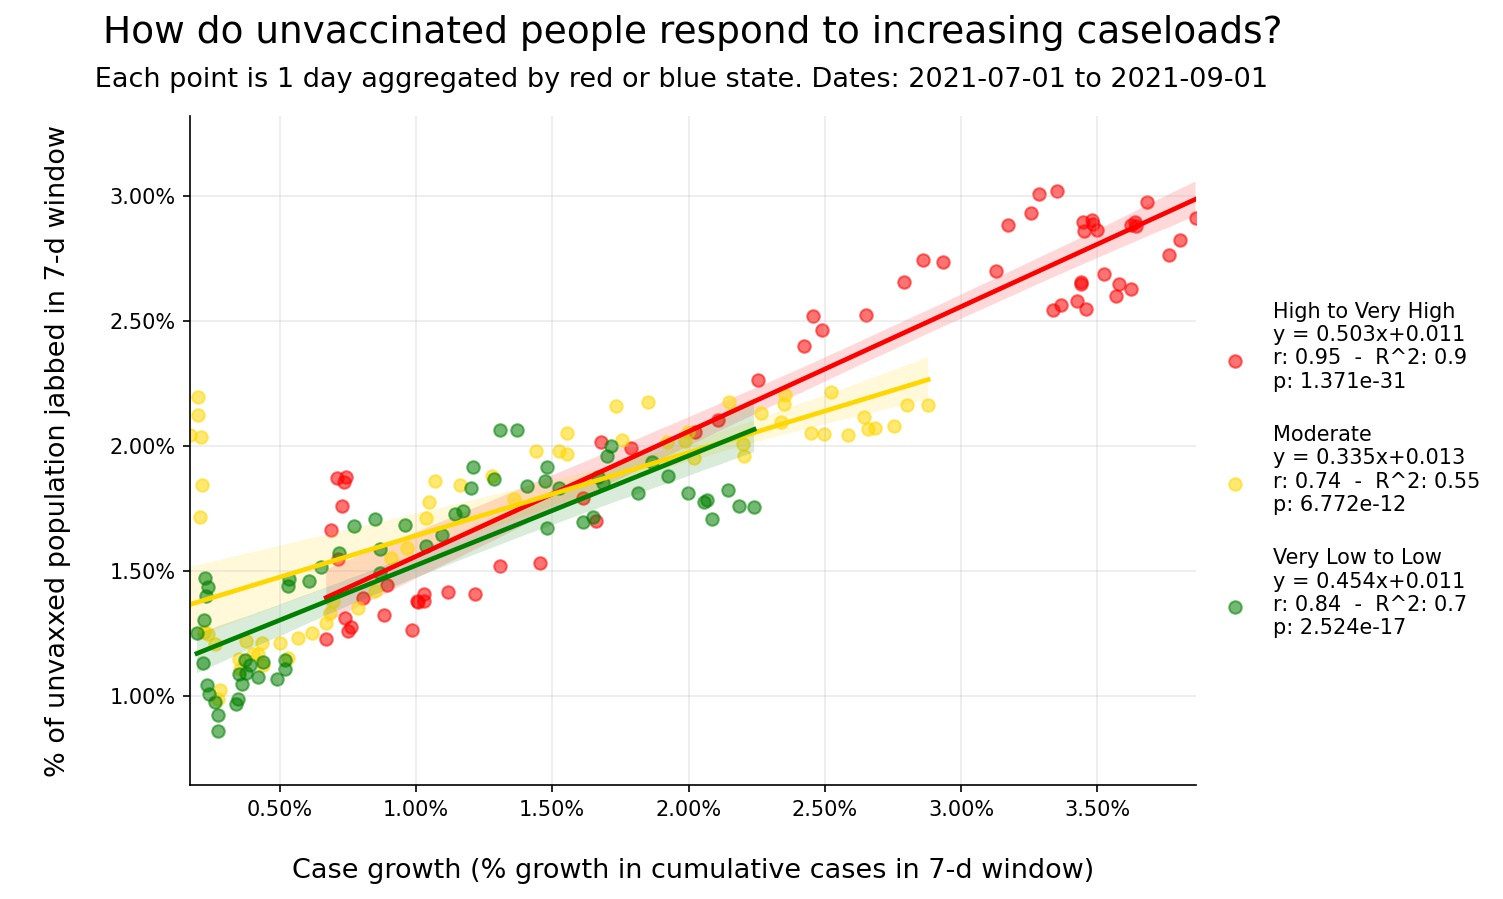 How do unvaccinated people respond to increasing caseloads?
Each point is 1 day aggregated by red or blue state. Dates: 2021-07-01 to 2021-09-01
% of unvaxxed population jabbed in 7-d window
3.00%
2.50%
2.00%
1.50%
1.00%
0.50%
1.00%
1.50%
2.00%
2.50%
3.00%
3.50%
Case growth (% growth in cumulative cases in 7-d window)
High to Very High
y = 0.503x+0.011
r: 0.95 - R^2: 0.9
p: 1.371e-31
Moderate
y = 0.335x+0.013
r: 0.74 - R^2: 0.55
p: 6.772e-12
Very Low to Low
y = 0.454x+0.011
r: 0.84 - R^2: 0.7
p: 2.524e-17